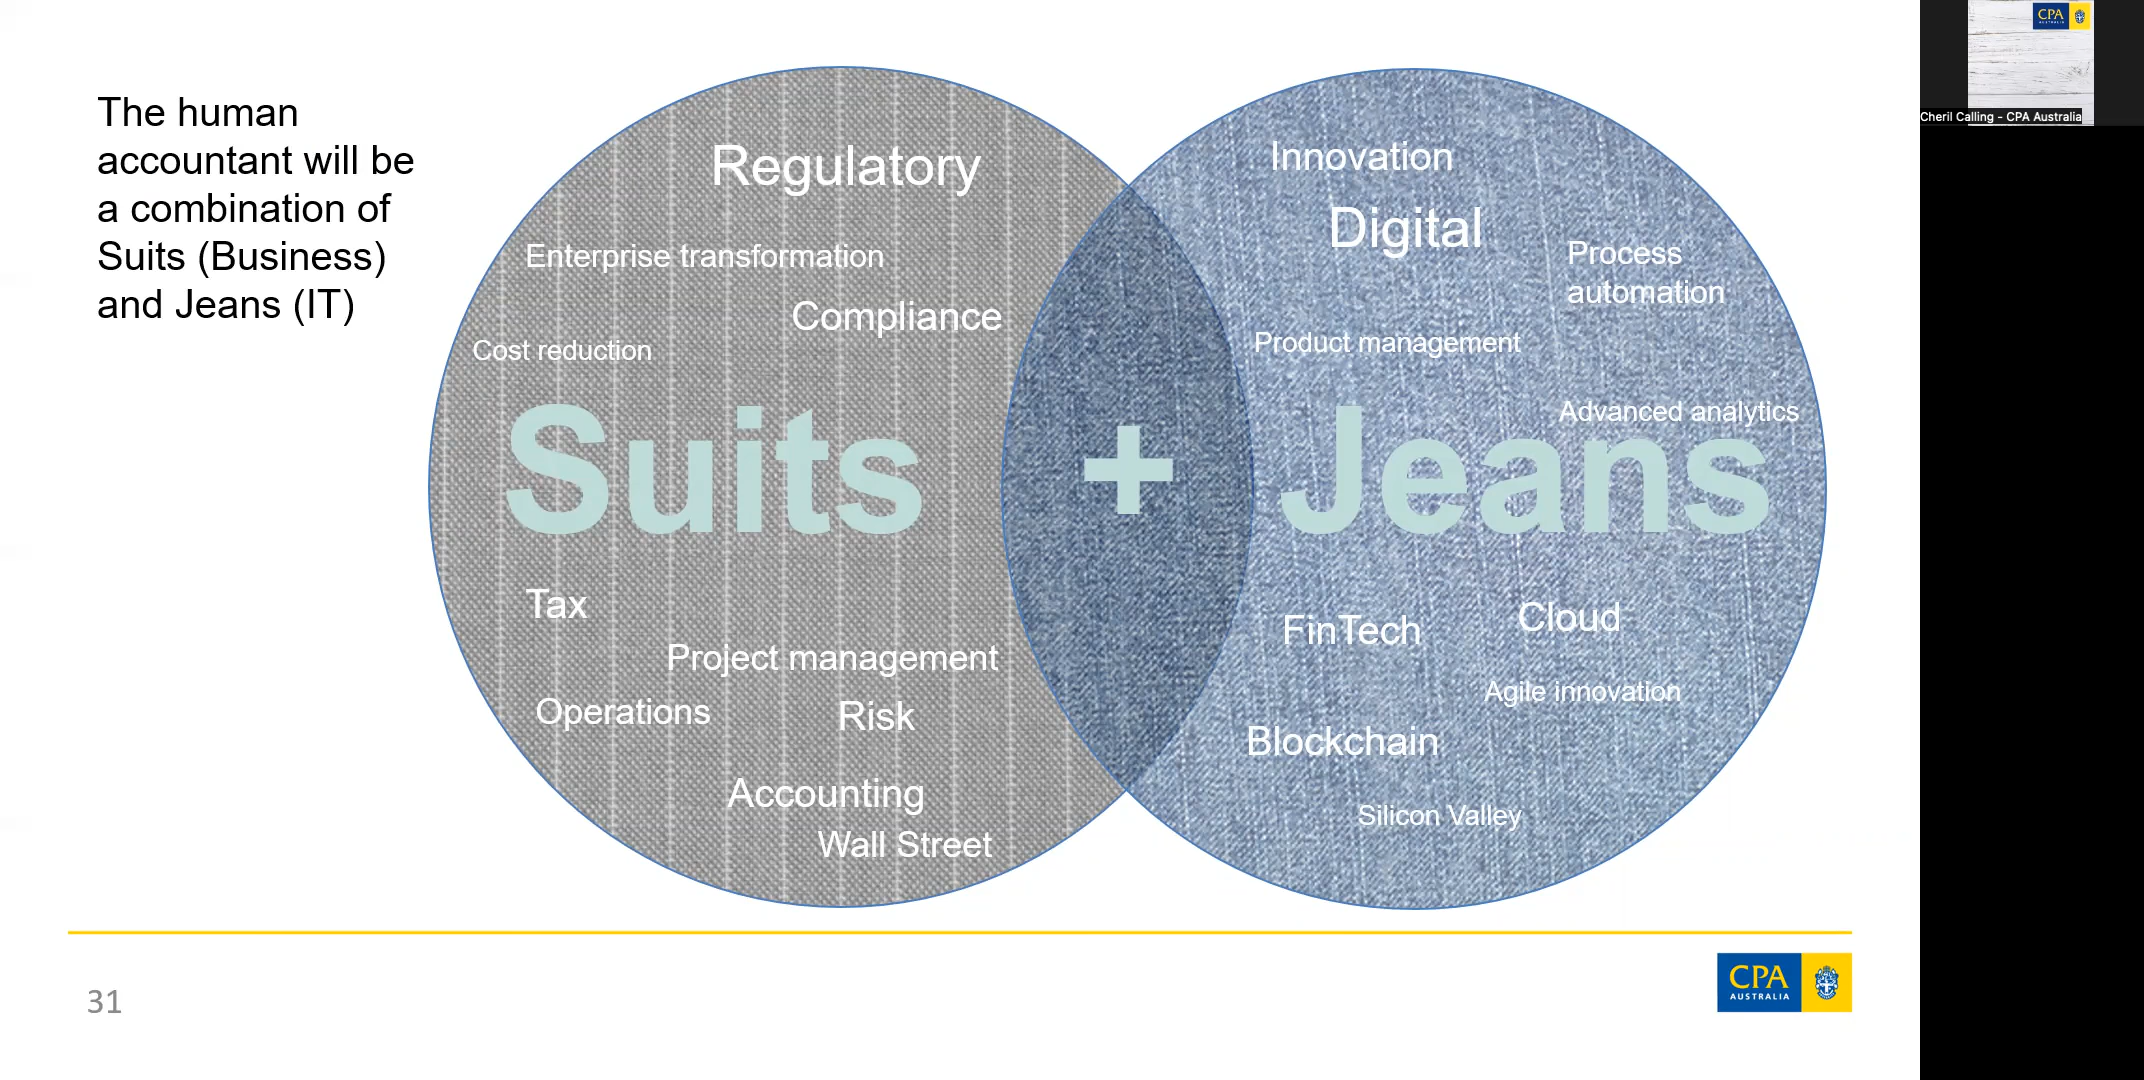 The human
accountant will be
a combination of
Suits (Business)
and Jeans (IT)
Regulatory
Enterprise transformation
Compliance
Cost reduction
Suits
Tax
Project management
Operations
Risk
Accounting
Wall Street
+
Innovation
Digital
Process
automation
Product management
Advanced analytics
Jeans
FinTech
Cloud
Agile innovation
Blockchain
Silicon Valley
31
CPA
AUSTRALIA
CPA
AUSTRALIA
Cheril Calling - CPA Australia